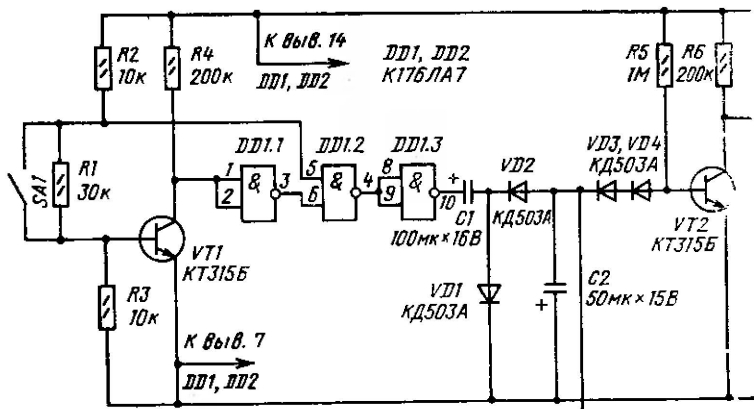 R2
10к
R4
200к
К выв. 14
DD1, DD2
DD1, DD2
К176ЛА7
R5
1М
R6
200к
SA1
R1
30к
DD1.1
DD1.2
DD1.3
1
2
&
3
5
6
&
4
8
9
&
10
+
C1
100мк×16В
VD2
КД503А
VD3, VD4
КД503А
VT2
КТ315Б
VT1
КТ315Б
R3
10к
VD1
КД503А
+
C2
50мк×15В
К выв. 7
DD1, DD2